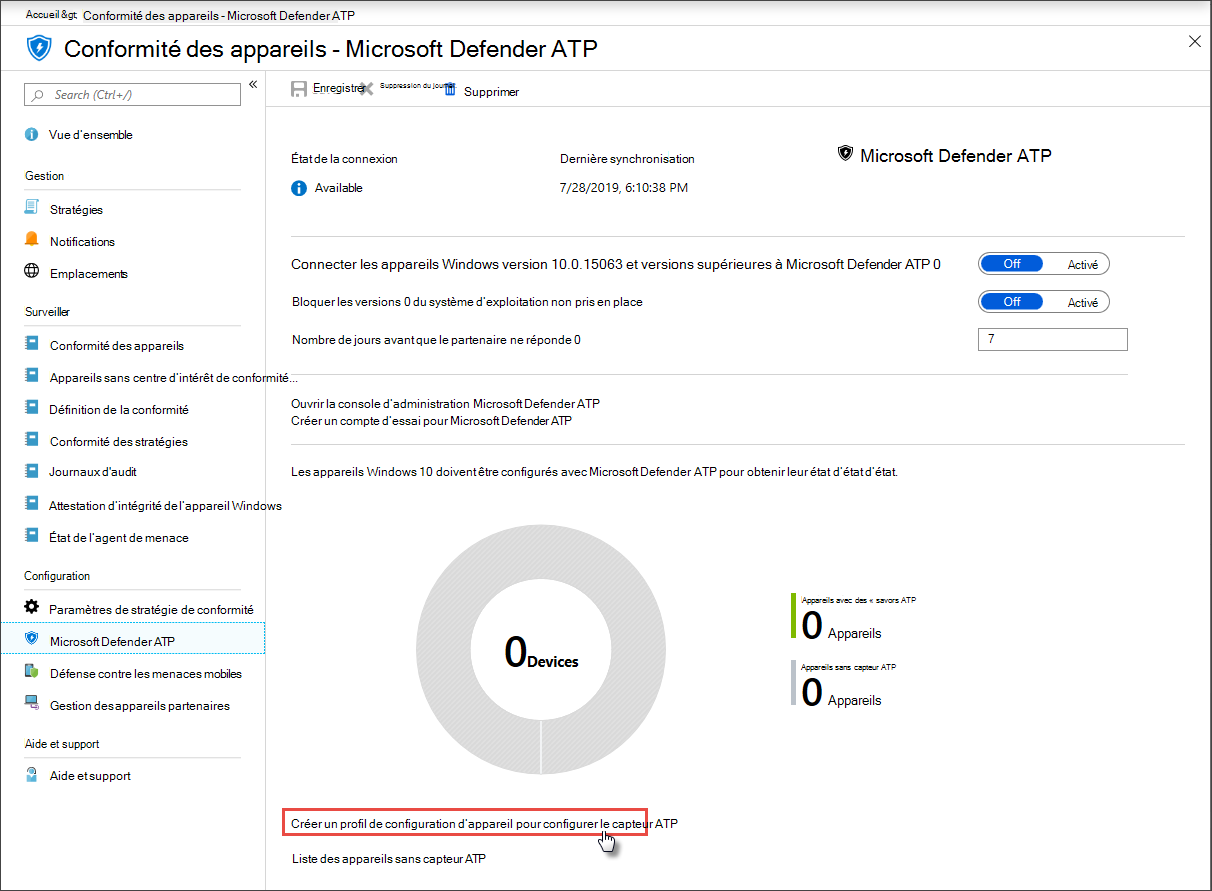 Accueil &gt; Conformité des appareils - Microsoft Defender ATP
Conformité des appareils - Microsoft Defender ATP
Search (Ctrl+/)
Vue d'ensemble
Gestion
Stratégies
Notifications
Emplacements
Surveiller
Conformité des appareils
Appareils sans centre d'intérêt de conformité...
Définition de la conformité
Conformité des stratégies
Journaux d'audit
Attestation d'intégrité de l'appareil Windows
État de l'agent de menace
Configuration
Paramètres de stratégie de conformité
Microsoft Defender ATP
Défense contre les menaces mobiles
Gestion des appareils partenaires
Aide et support
Aide et support
Enregistrer Suppression du Supprimer
État de la connexion Dernière synchronisation Microsoft Defender ATP
Available 7/28/2019, 6:10:38 PM
Connecter les appareils Windows version 10.0.15063 et versions supérieures à Microsoft Defender ATP 0 Off Activé
Bloquer les versions 0 du système d'exploitation non pris en place Off Activé
Nombre de jours avant que le partenaire ne réponde 0 7
Ouvrir la console d'administration Microsoft Defender ATP
Créer un compte d'essai pour Microsoft Defender ATP
Les appareils Windows 10 doivent être configurés avec Microsoft Defender ATP pour obtenir leur état d'état d'état.
0 Devices
Appareils avec des « savors ATP
0 Appareils
Appareils sans capteur ATP
0 Appareils
Créer un profil de configuration d'appareil pour configurer le capteur ATP
Liste des appareils sans capteur ATP